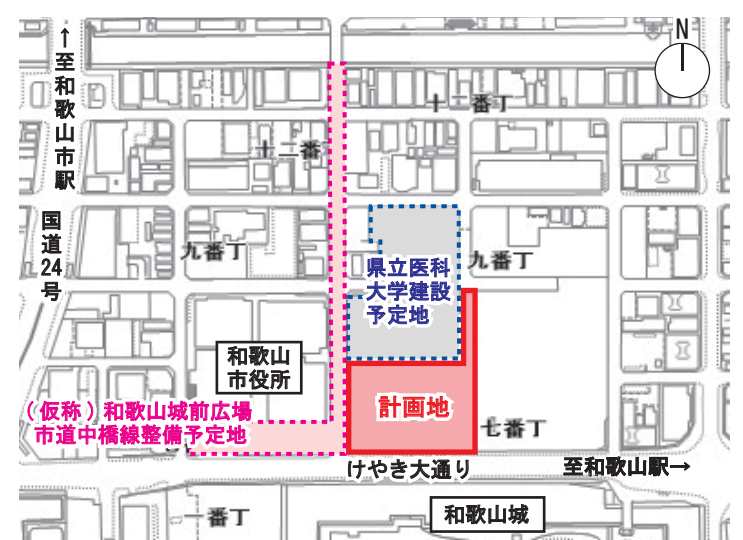 N
↑至和歌山市駅
十二番丁
十二番
国道24号
九番丁
九番丁
県立医科
大学建設
予定地
和歌山
市役所
(仮称)和歌山城前広場
市道中橋線整備予定地
計画地
七番丁
けやき大通り
至和歌山駅→
一番丁
和歌山城